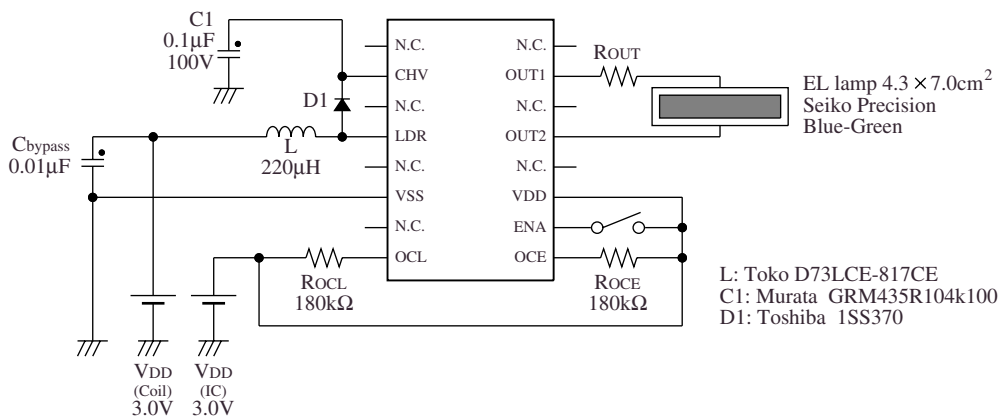 C1
0.1µF
100V
D1
Cbypass
0.01µF
L
220µH
N.C.
CHV
N.C.
LDR
N.C.
VSS
N.C.
OCL
N.C.
OUT1
N.C.
OUT2
N.C.
VDD
ENA
OCE
ROUT
EL lamp 4.3 × 7.0cm²
Seiko Precision
Blue-Green
ROCL
180kΩ
ROCE
180kΩ
L: Toko D73LCE-817CE
C1: Murata GRM435R104k100
D1: Toshiba 1SS370
VDD
(Coil)
3.0V
VDD
(IC)
3.0V